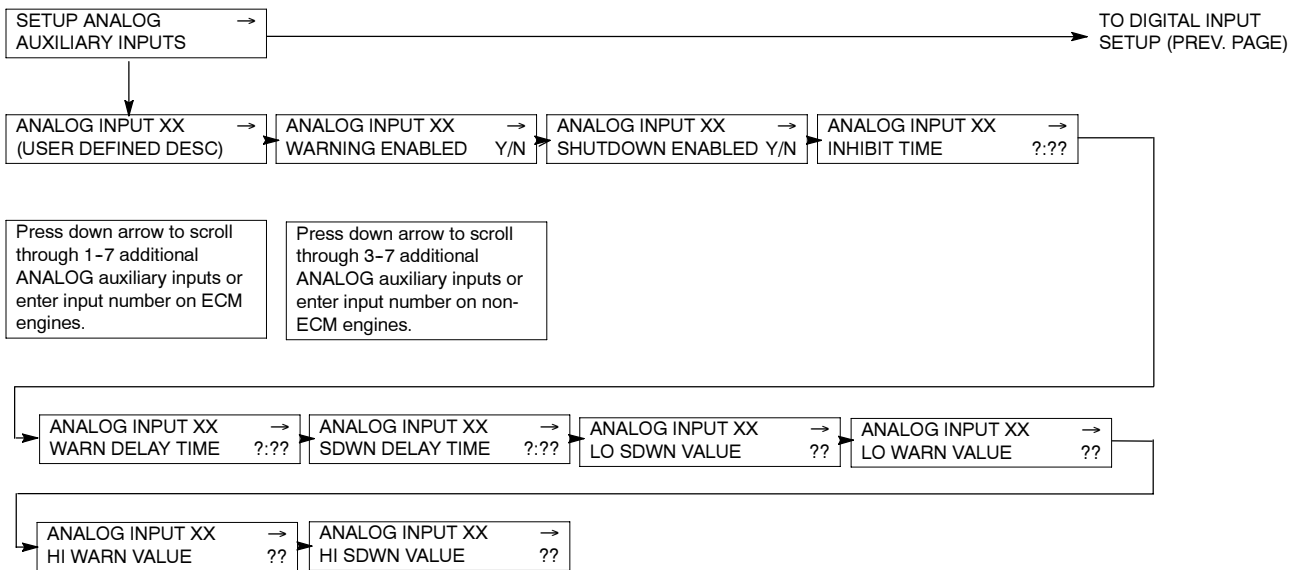 SETUP ANALOG →
AUXILIARY INPUTS
TO DIGITAL INPUT
SETUP (PREV. PAGE)
ANALOG INPUT XX →
(USER DEFINED DESC)
ANALOG INPUT XX →
WARNING ENABLED Y/N
ANALOG INPUT XX →
SHUTDOWN ENABLED Y/N
ANALOG INPUT XX →
INHIBIT TIME ?:??
Press down arrow to scroll
through 1-7 additional
ANALOG auxiliary inputs or
enter input number on ECM
engines.
Press down arrow to scroll
through 3-7 additional
ANALOG auxiliary inputs or
enter input number on non-
ECM engines.
ANALOG INPUT XX →
WARN DELAY TIME ?:??
ANALOG INPUT XX →
SDWN DELAY TIME ?:??
ANALOG INPUT XX →
LO SDWN VALUE ??
ANALOG INPUT XX →
LO WARN VALUE ??
ANALOG INPUT XX →
HI WARN VALUE ??
ANALOG INPUT XX →
HI SDWN VALUE ??